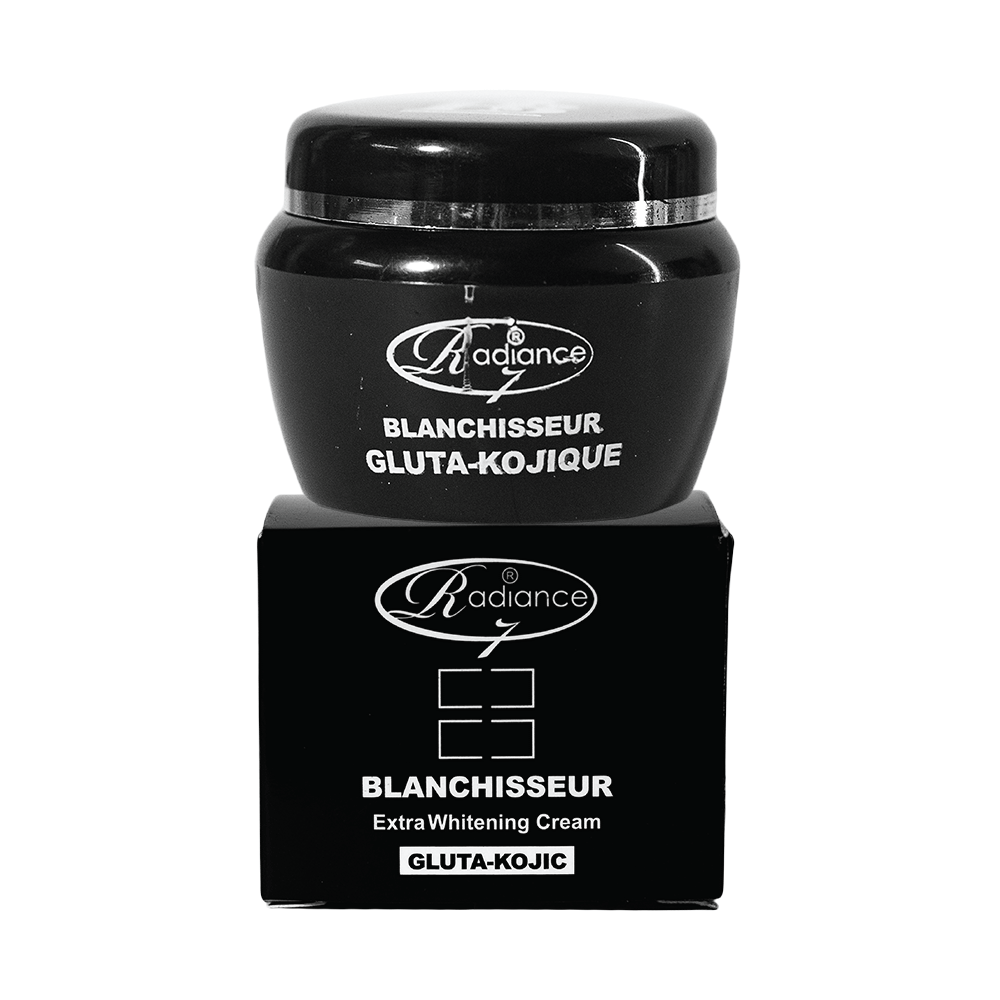 Radiance®
7
BLANCHISSEUR
GLUTA-KOJIQUE
Radiance®
7
BLANCHISSEUR
Extra Whitening Cream
GLUTA-KOJIC